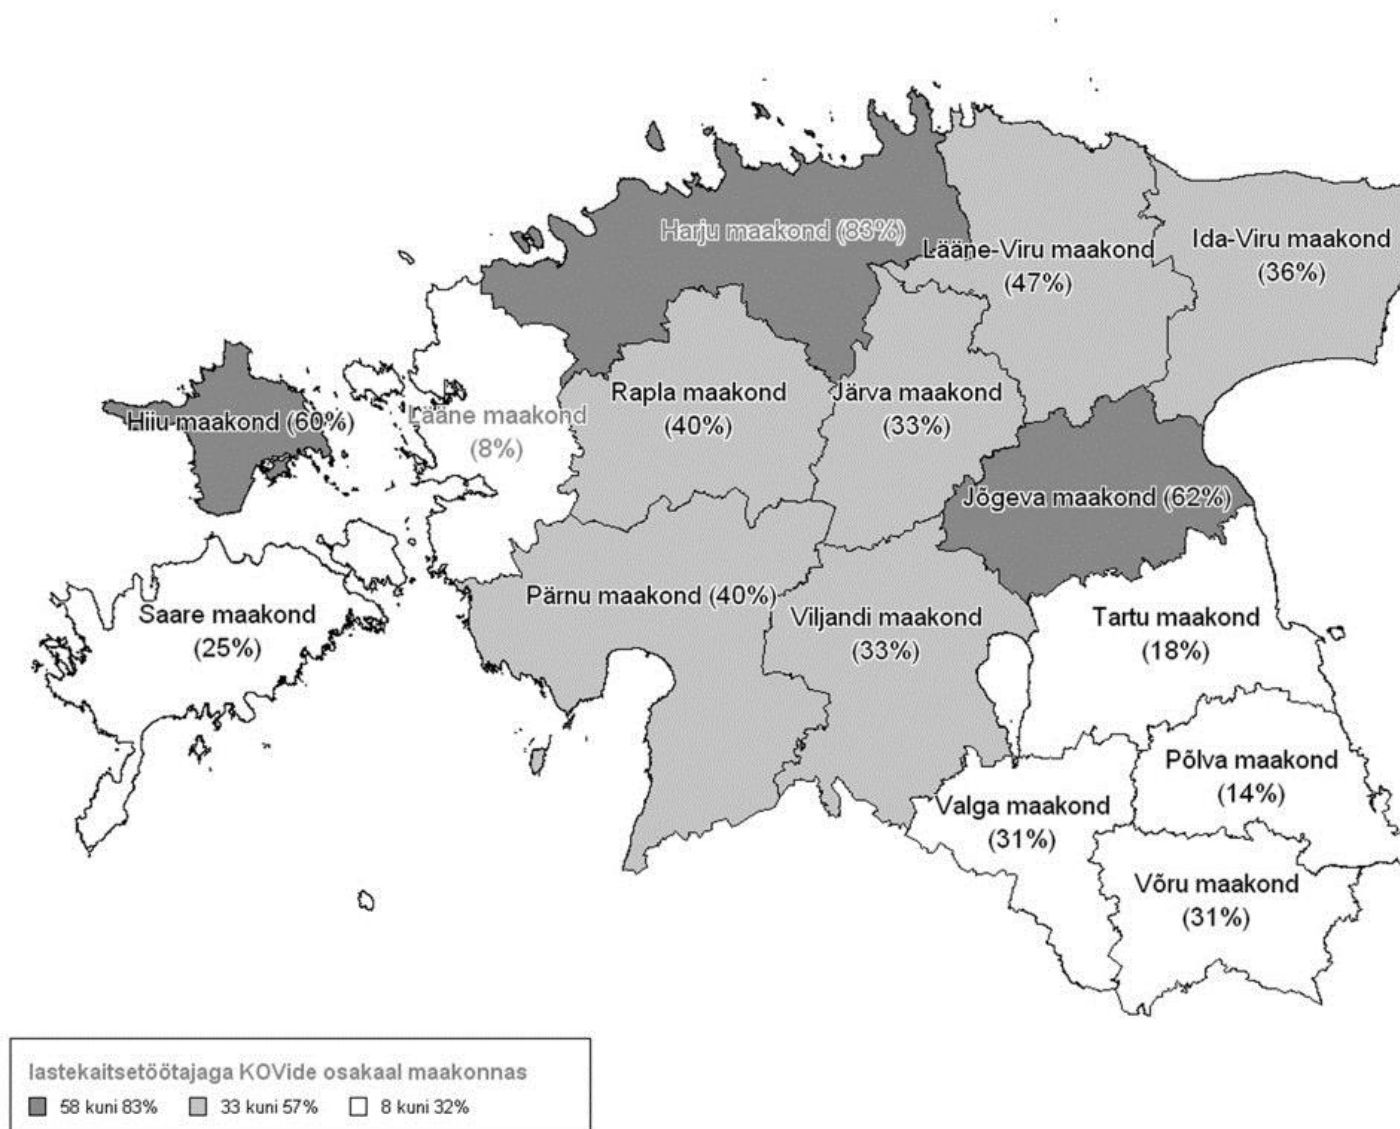 Harju maakond (83%)
Lääne-Viru maakond
(47%)
Ida-Viru maakond
(36%)
Hiiu maakond (60%)
Lääne maakond
(8%)
Rapla maakond
(40%)
Järva maakond
(33%)
Jõgeva maakond (62%)
Saare maakond
(25%)
Pärnu maakond (40%)
Viljandi maakond
(33%)
Tartu maakond
(18%)
Valga maakond
(31%)
Põlva maakond
(14%)
Võru maakond
(31%)
lastekaitsetöötajaga KOVide osakaal maakonnas
58 kuni 83%
33 kuni 57%
8 kuni 32%